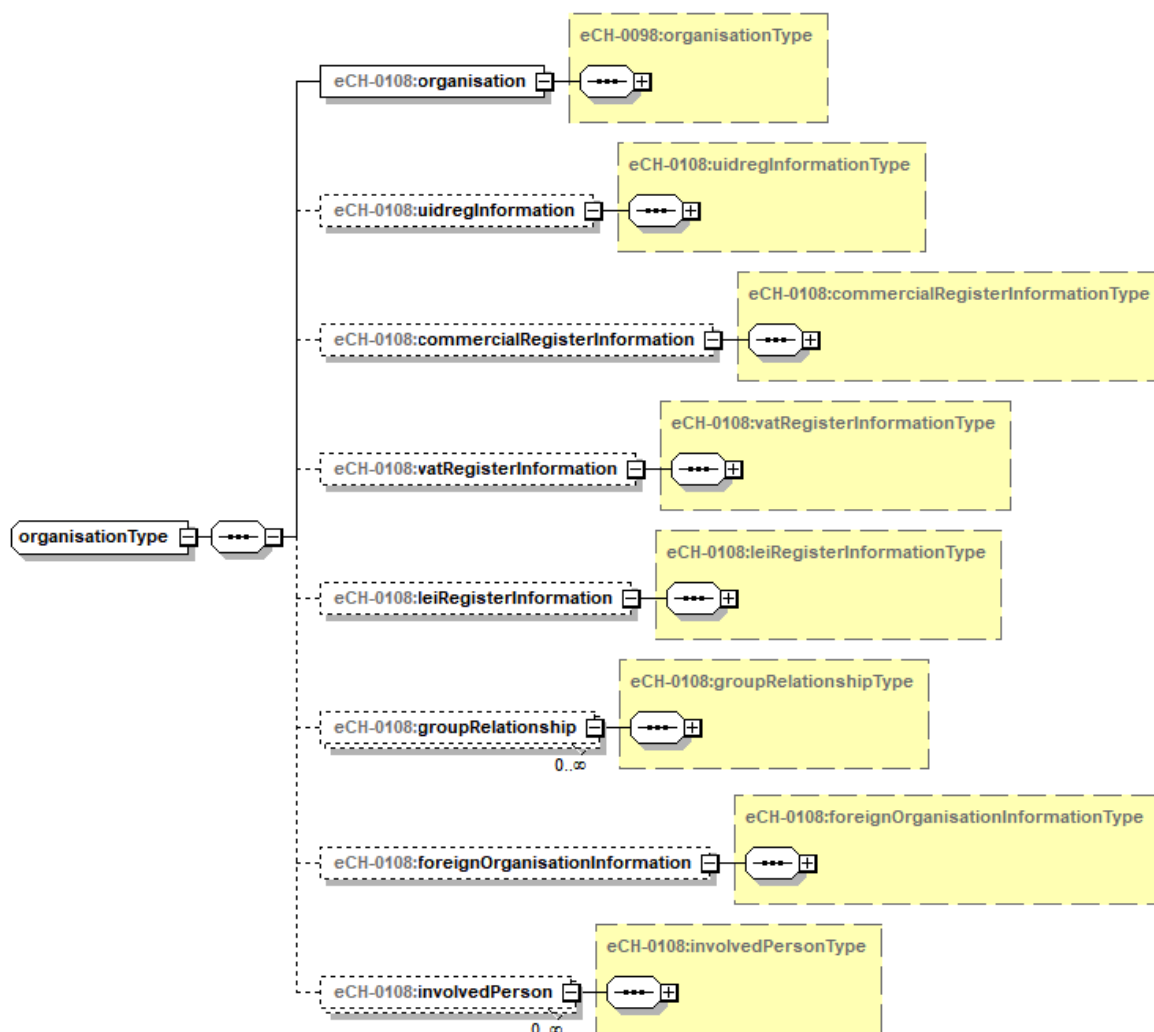 eCH-0098:organisationType
eCH-0108:organisation
eCH-0108:uidregInformationType
eCH-0108:uidregInformation
eCH-0108:commercialRegisterInformationType
eCH-0108:commercialRegisterInformation
eCH-0108:vatRegisterInformationType
eCH-0108:vatRegisterInformation
organisationType
eCH-0108:leiRegisterInformationType
eCH-0108:leiRegisterInformation
eCH-0108:groupRelationshipType
eCH-0108:groupRelationship
0..∞
eCH-0108:foreignOrganisationInformationType
eCH-0108:foreignOrganisationInformation
eCH-0108:involvedPersonType
eCH-0108:involvedPerson
0..∞